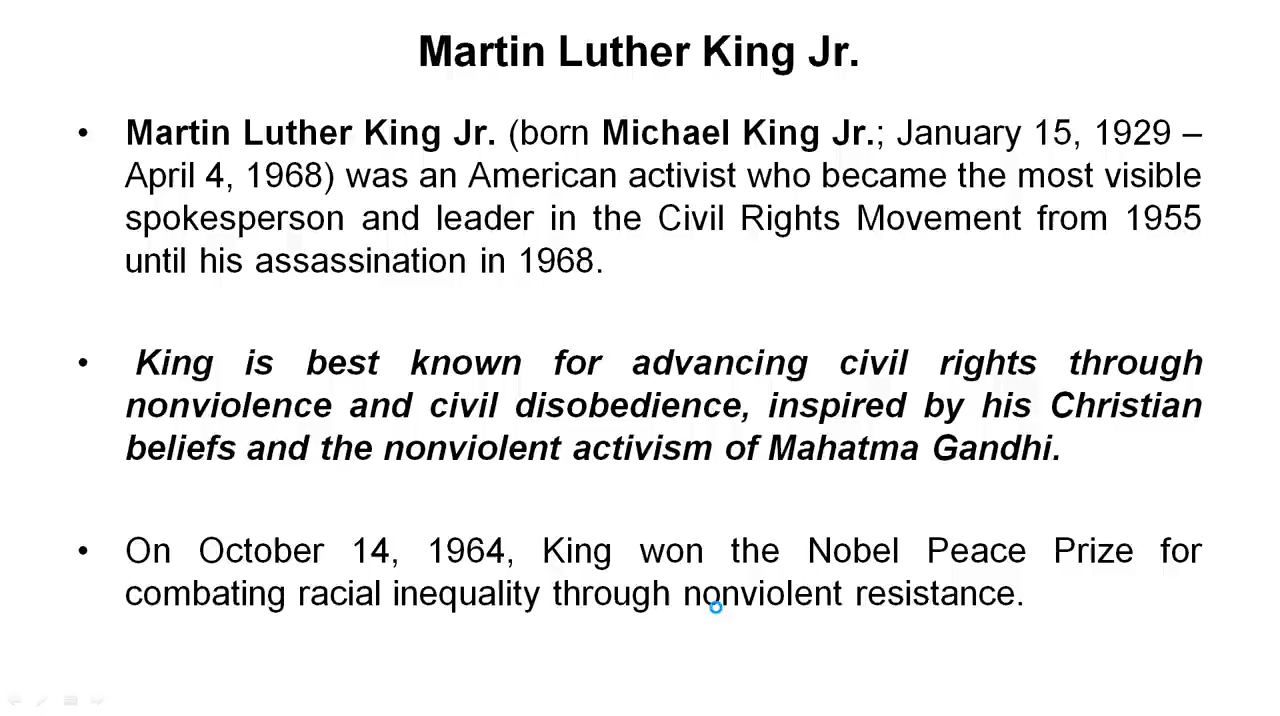 Martin Luther King Jr.
• Martin Luther King Jr. (born Michael King Jr.; January 15, 1929 –
April 4, 1968) was an American activist who became the most visible
spokesperson and leader in the Civil Rights Movement from 1955
until his assassination in 1968.
• King is best known for advancing civil rights through
nonviolence and civil disobedience, inspired by his Christian
beliefs and the nonviolent activism of Mahatma Gandhi.
• On October 14, 1964, King won the Nobel Peace Prize for
combating racial inequality through nonviolent resistance.